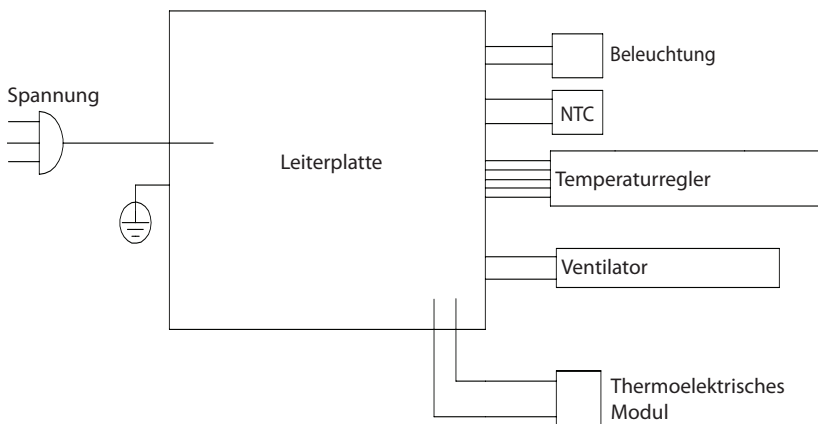 Beleuchtung
Spannung
NTC
Leiterplatte
Temperaturregler
Ventilator
Thermoelektrisches
Modul